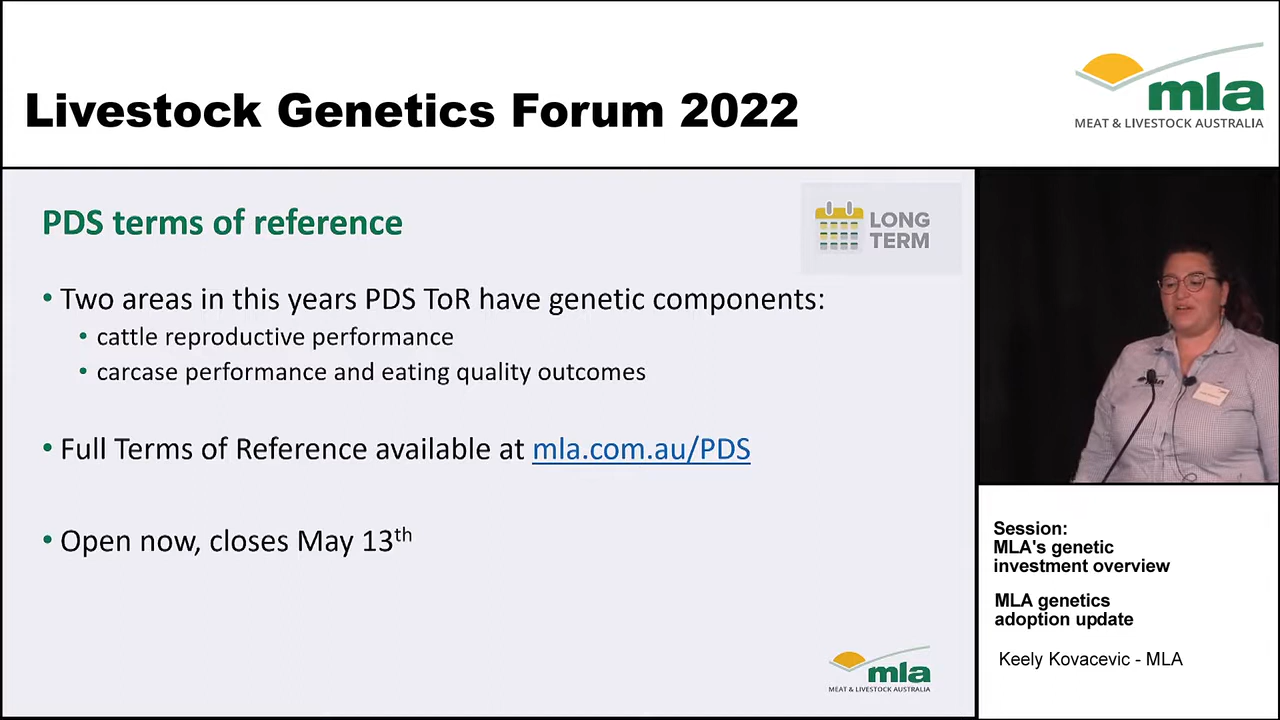 Livestock Genetics Forum 2022
mla
MEAT & LIVESTOCK AUSTRALIA
PDS terms of reference
LONG
TERM
• Two areas in this years PDS ToR have genetic components:
• cattle reproductive performance
• carcase performance and eating quality outcomes
• Full Terms of Reference available at mla.com.au/PDS
• Open now, closes May 13th
mla
MEAT & LIVESTOCK AUSTRALIA
Session:
MLA's genetic
investment overview
MLA genetics
adoption update
Keely Kovacevic - MLA